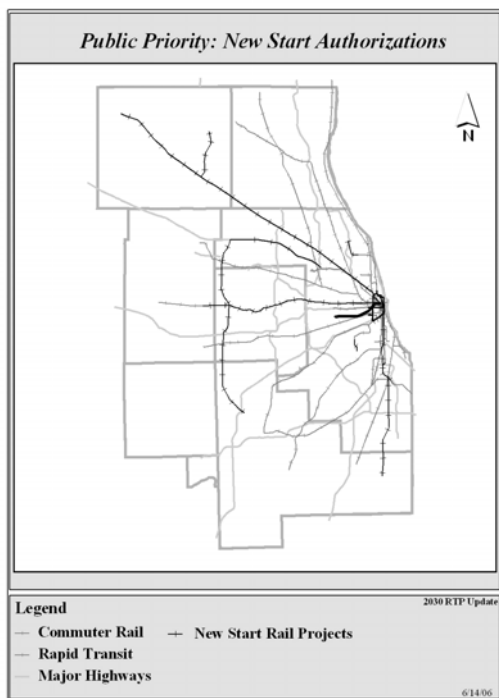 Public Priority: New Start Authorizations
N
Legend
2030 RTP Update
Commuter Rail
New Start Rail Projects
Rapid Transit
Major Highways
6/14/06